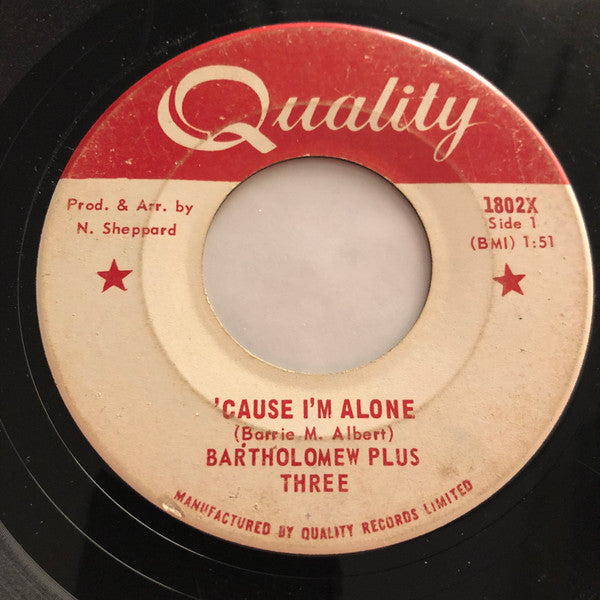 Quality
Prod. & Arr. by
N. Sheppard
1802X
Side 1
(BMI) 1:51
'CAUSE I'M ALONE
(Barrie M. Albert)
BARTHOLOMEW PLUS
THREE
MANUFACTURED BY QUALITY RECORDS LIMITED